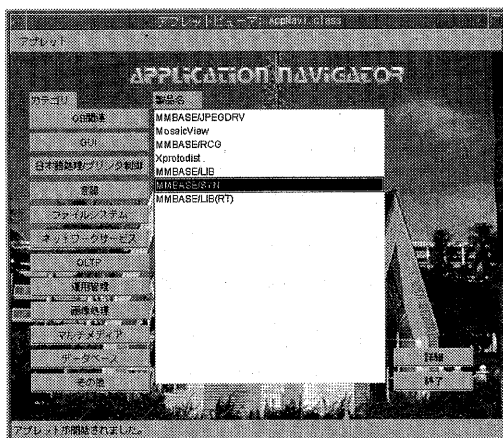 アプレットビューア: AppNavi.class
アプレット
APPLICATION NAVIGATOR
カテゴリ
製品名
OS関連
GUI
日本語処理/プリンタ制御
言語
ファイルシステム
ネットワークサービス
OLTP
運用管理
画像処理
マルチメディア
データベース
その他
MMBASE/JPEGDRV
MosaicView
MMBASE/RCG
Xprotodist
MMBASE/LIB
MMBASE/SYN
MMBASE/LIB(RT)
詳細
終了
アプレットが開始されました。